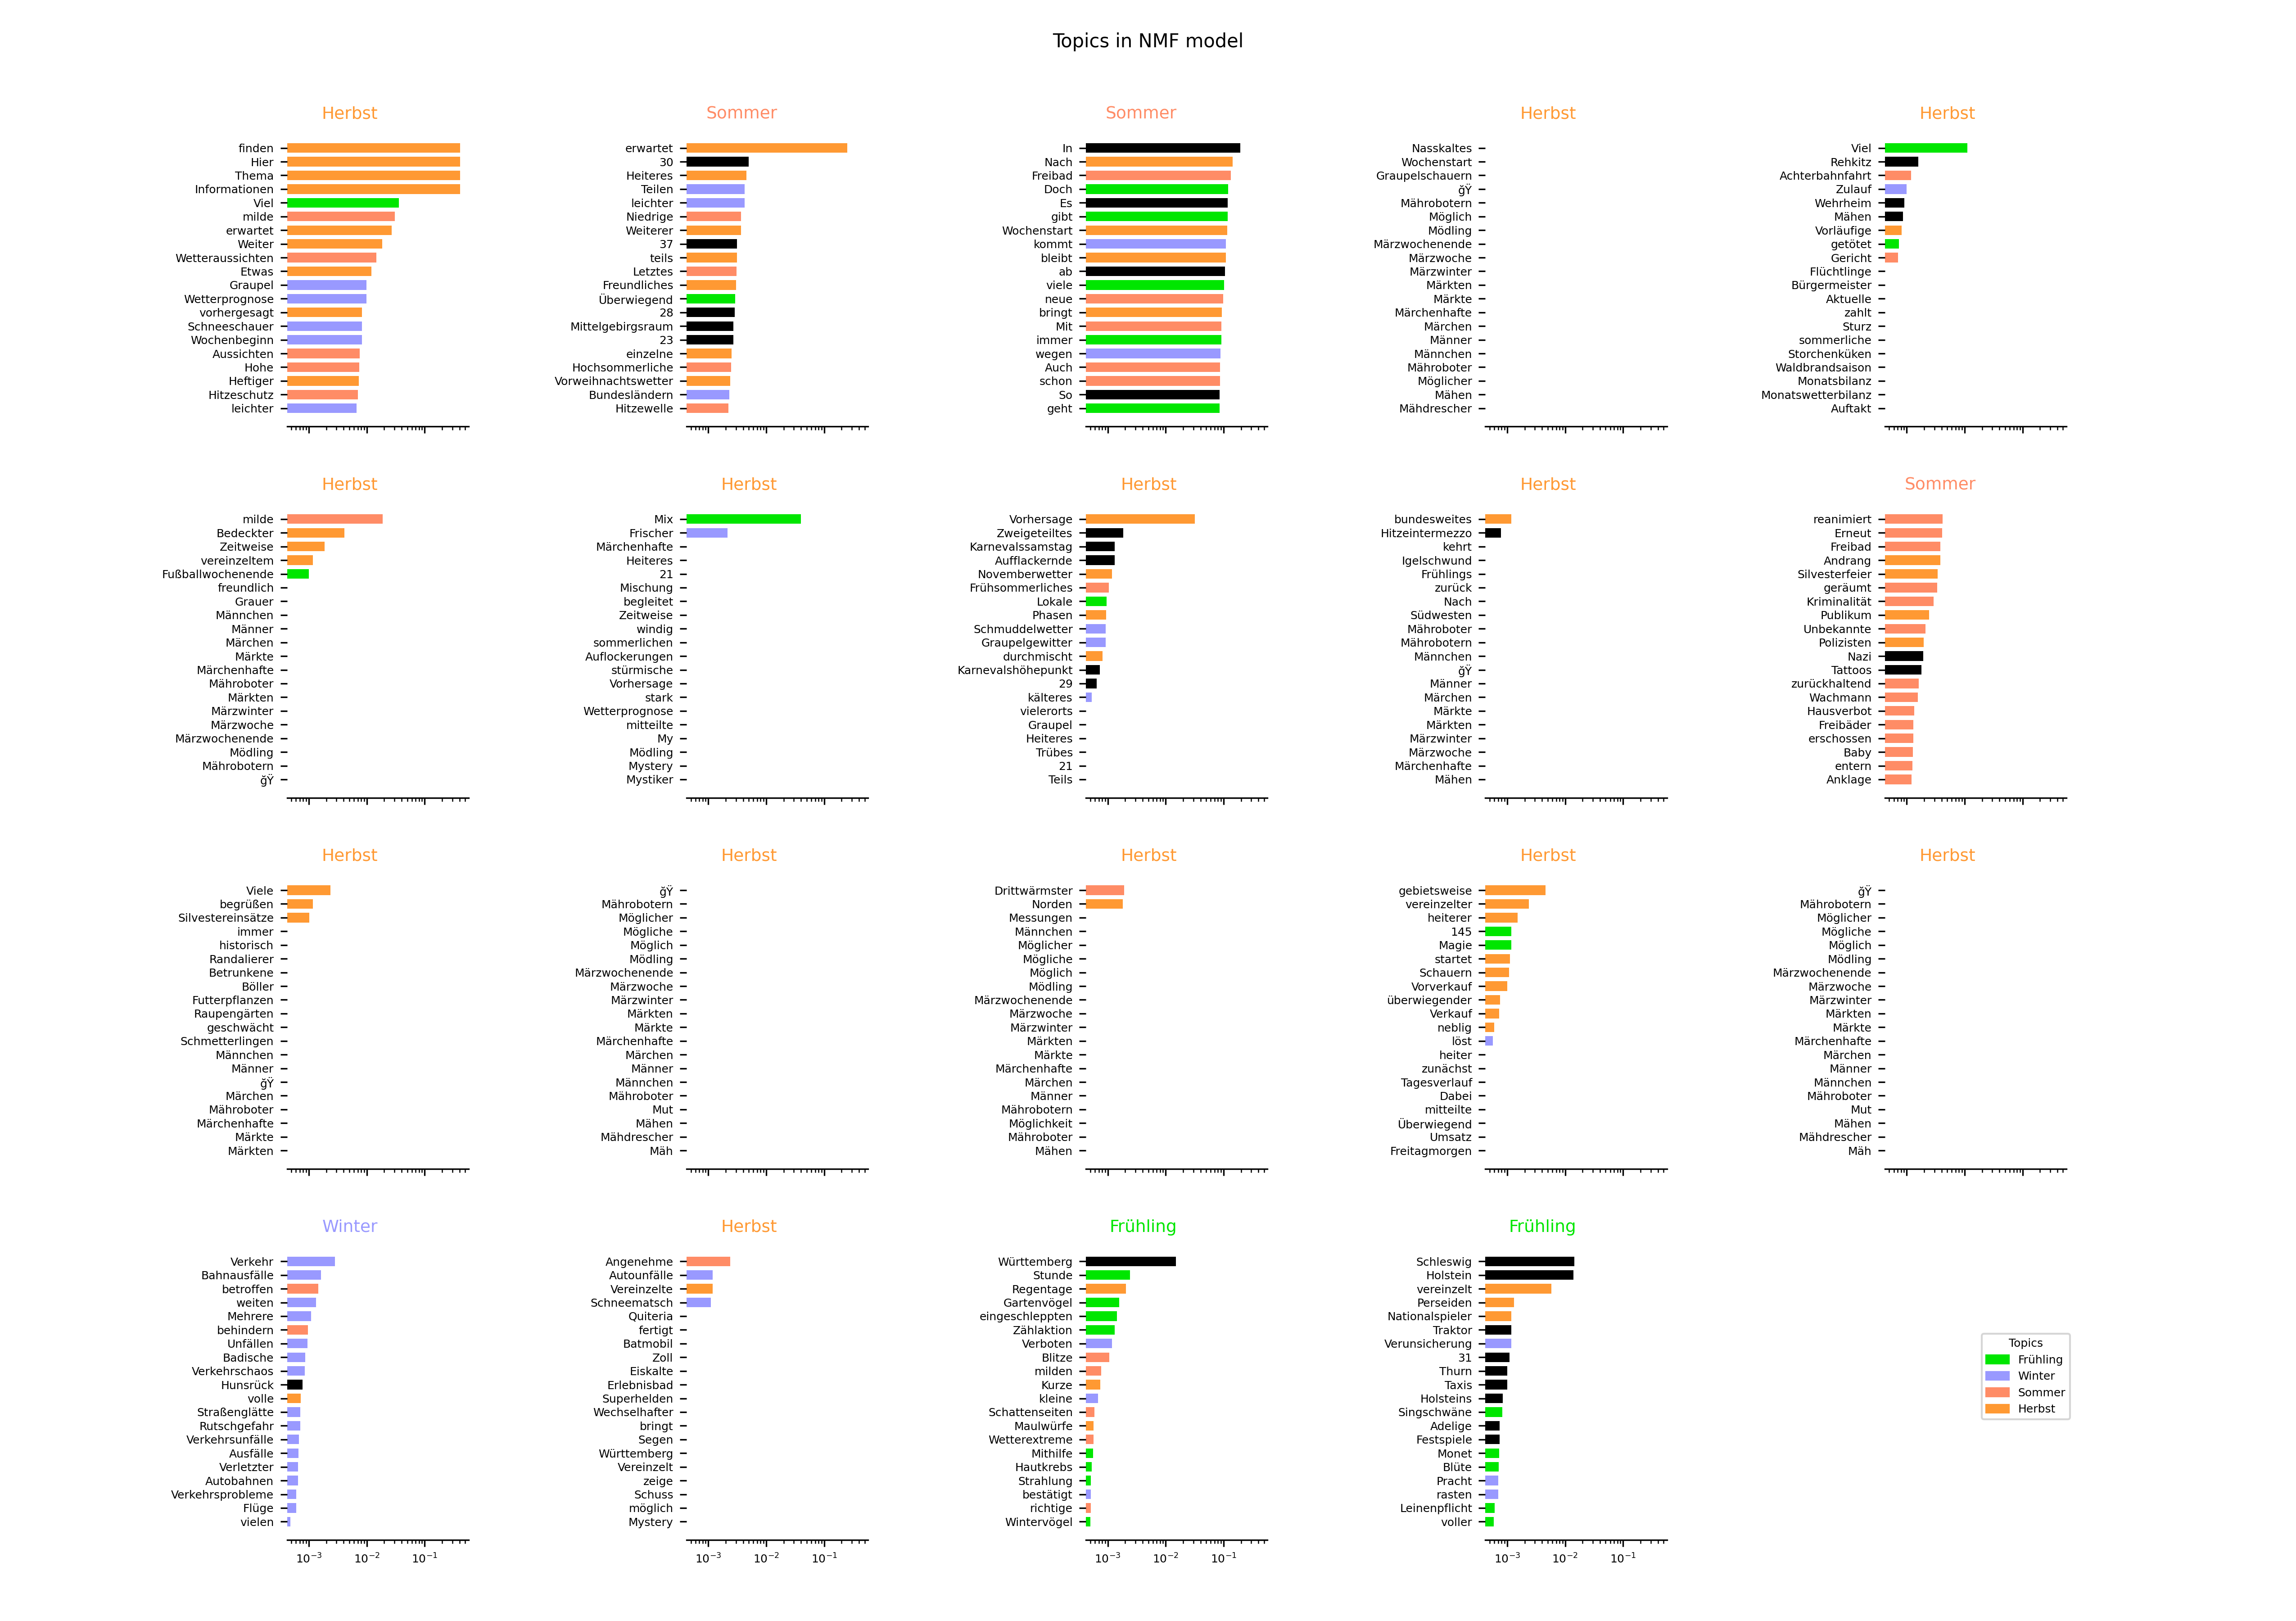 Topics in NMF model
Herbst
finden
Hier
Thema
Informationen
Viel
milde
erwartet
Weiter
Wetteraussichten
Etwas
Graupel
Wetterprognose
vorhergesagt
Schneeschauer
Wochenbeginn
Aussichten
Hohe
Heftiger
Hitzeschutz
leichter
Sommer
erwartet
30
Heiteres
Teilen
leichter
Niedrige
Weiterer
37
teils
Letztes
Freundliches
Überwiegend
28
Mittelgebirgsraum
23
einzelne
Hochsommerliche
Vorweihnachtswetter
Bundesländern
Hitzewelle
Sommer
In
Nach
Freibad
Doch
Es
gibt
Wochenstart
kommt
bleibt
ab
viele
neue
bringt
Mit
immer
wegen
Auch
schon
So
geht
Herbst
Nasskaltes
Wochenstart
Graupelschauern
ğŸ
Mährobotern
Möglich
Mödling
Märzwochenende
Märzwoche
Märzwinter
Märkten
Märkte
Märchenhafte
Märchen
Männer
Männchen
Mähroboter
Möglicher
Mähen
Mähdrescher
Herbst
Viel
Rehkitz
Achterbahnfahrt
Zulauf
Wehrheim
Mähen
Vorläufige
getötet
Gericht
Flüchtlinge
Bürgermeister
Aktuelle
zahlt
Sturz
sommerliche
Storchenküken
Waldbrandsaison
Monatsbilanz
Monatswetterbilanz
Auftakt
Herbst
milde
Bedeckter
Zeitweise
vereinzeltem
Fußballwochenende
freundlich
Grauer
Männchen
Männer
Märchen
Märkte
Märchenhafte
Mähroboter
Märkten
Märzwinter
Märzwoche
Märzwochenende
Mödling
Mährobotern
ğŸ
Herbst
Mix
Frischer
Märchenhafte
Heiteres
21
Mischung
begleitet
Zeitweise
windig
sommerlichen
Auflockerungen
stürmische
Vorhersage
stark
Wetterprognose
mitteilte
My
Mödling
Mystery
Mystiker
Herbst
Vorhersage
Zweigeteiltes
Karnevalssamstag
Aufflackernde
Novemberwetter
Frühsommerliches
Lokale
Phasen
Schmuddelwetter
Graupelgewitter
durchmischt
Karnevalshöhepunkt
29
kälteres
vielerorts
Graupel
Heiteres
Trübes
21
Teils
Herbst
bundesweites
Hitzeintermezzo
kehrt
Igelschwund
Frühlings
zurück
Nach
Südwesten
Mähroboter
Mährobotern
Männchen
ğŸ
Männer
Märchen
Märkte
Märkten
Märzwinter
Märzwoche
Märchenhafte
Mähen
Sommer
reanimiert
Erneut
Freibad
Andrang
Silvesterfeier
geräumt
Kriminalität
Publikum
Unbekannte
Polizisten
Nazi
Tattoos
zurückhaltend
Wachmann
Hausverbot
Freibäder
erschossen
Baby
entern
Anklage
Herbst
Viele
begrüßen
Silvestereinsätze
immer
historisch
Randalierer
Betrunkene
Böller
Futterpflanzen
Raupengärten
geschwächt
Schmetterlingen
Männchen
Männer
ğŸ
Märchen
Mähroboter
Märchenhafte
Märkte
Märkten
Herbst
ğŸ
Mährobotern
Möglicher
Mögliche
Möglich
Mödling
Märzwochenende
Märzwoche
Märzwinter
Märkten
Märkte
Märchenhafte
Märchen
Männer
Männchen
Mähroboter
Mut
Mähen
Mähdrescher
Mäh
Herbst
Drittwärmster
Norden
Messungen
Männchen
Möglicher
Mögliche
Möglich
Mödling
Märzwochenende
Märzwoche
Märzwinter
Märkten
Märkte
Märchenhafte
Märchen
Männer
Mährobotern
Möglichkeit
Mähroboter
Mähen
Herbst
gebietsweise
vereinzelter
heiterer
145
Magie
startet
Schauern
Vorverkauf
überwiegender
Verkauf
neblig
löst
heiter
zunächst
Tagesverlauf
Dabei
mitteilte
Überwiegend
Umsatz
Freitagmorgen
Herbst
ğŸ
Mährobotern
Möglicher
Mögliche
Möglich
Mödling
Märzwochenende
Märzwoche
Märzwinter
Märkten
Märkte
Märchenhafte
Märchen
Männer
Männchen
Mähroboter
Mut
Mähen
Mähdrescher
Mäh
Winter
Verkehr
Bahnausfälle
betroffen
weiten
Mehrere
behindern
Unfällen
Badische
Verkehrschaos
Hunsrück
volle
Straßenglätte
Rutschgefahr
Verkehrsunfälle
Ausfälle
Verletzter
Autobahnen
Verkehrsprobleme
Flüge
vielen
10⁻³ 10⁻² 10⁻¹
Herbst
Angenehme
Autounfälle
Vereinzelte
Schneematsch
Quiteria
fertigt
Batmobil
Zoll
Eiskalte
Erlebnisbad
Superhelden
Wechselhafter
bringt
Segen
Württemberg
Vereinzelt
zeige
Schuss
möglich
Mystery
10⁻³ 10⁻² 10⁻¹
Frühling
Württemberg
Stunde
Regentage
Gartenvögel
eingeschleppten
Zählaktion
Verboten
Blitze
milden
Kurze
kleine
Schattenseiten
Maulwürfe
Wetterextreme
Mithilfe
Hautkrebs
Strahlung
bestätigt
richtige
Wintervögel
10⁻³ 10⁻² 10⁻¹
Frühling
Schleswig
Holstein
vereinzelt
Perseiden
Nationalspieler
Traktor
Verunsicherung
31
Thurn
Taxis
Holsteins
Singschwäne
Adelige
Festspiele
Monet
Blüte
Pracht
rasten
Leinenpflicht
voller
10⁻³ 10⁻² 10⁻¹
Topics
Frühling
Winter
Sommer
Herbst